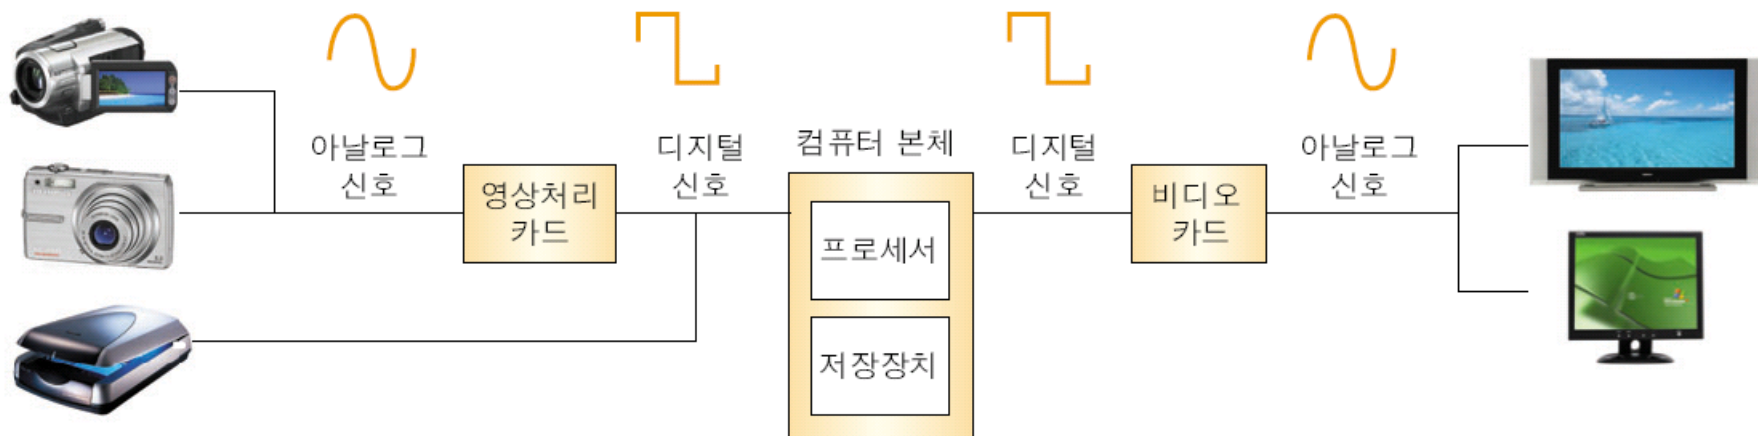 아날로그
신호
영상처리
카드
디지털
신호
컴퓨터 본체
프로세서
저장장치
디지털
신호
비디오
카드
아날로그
신호